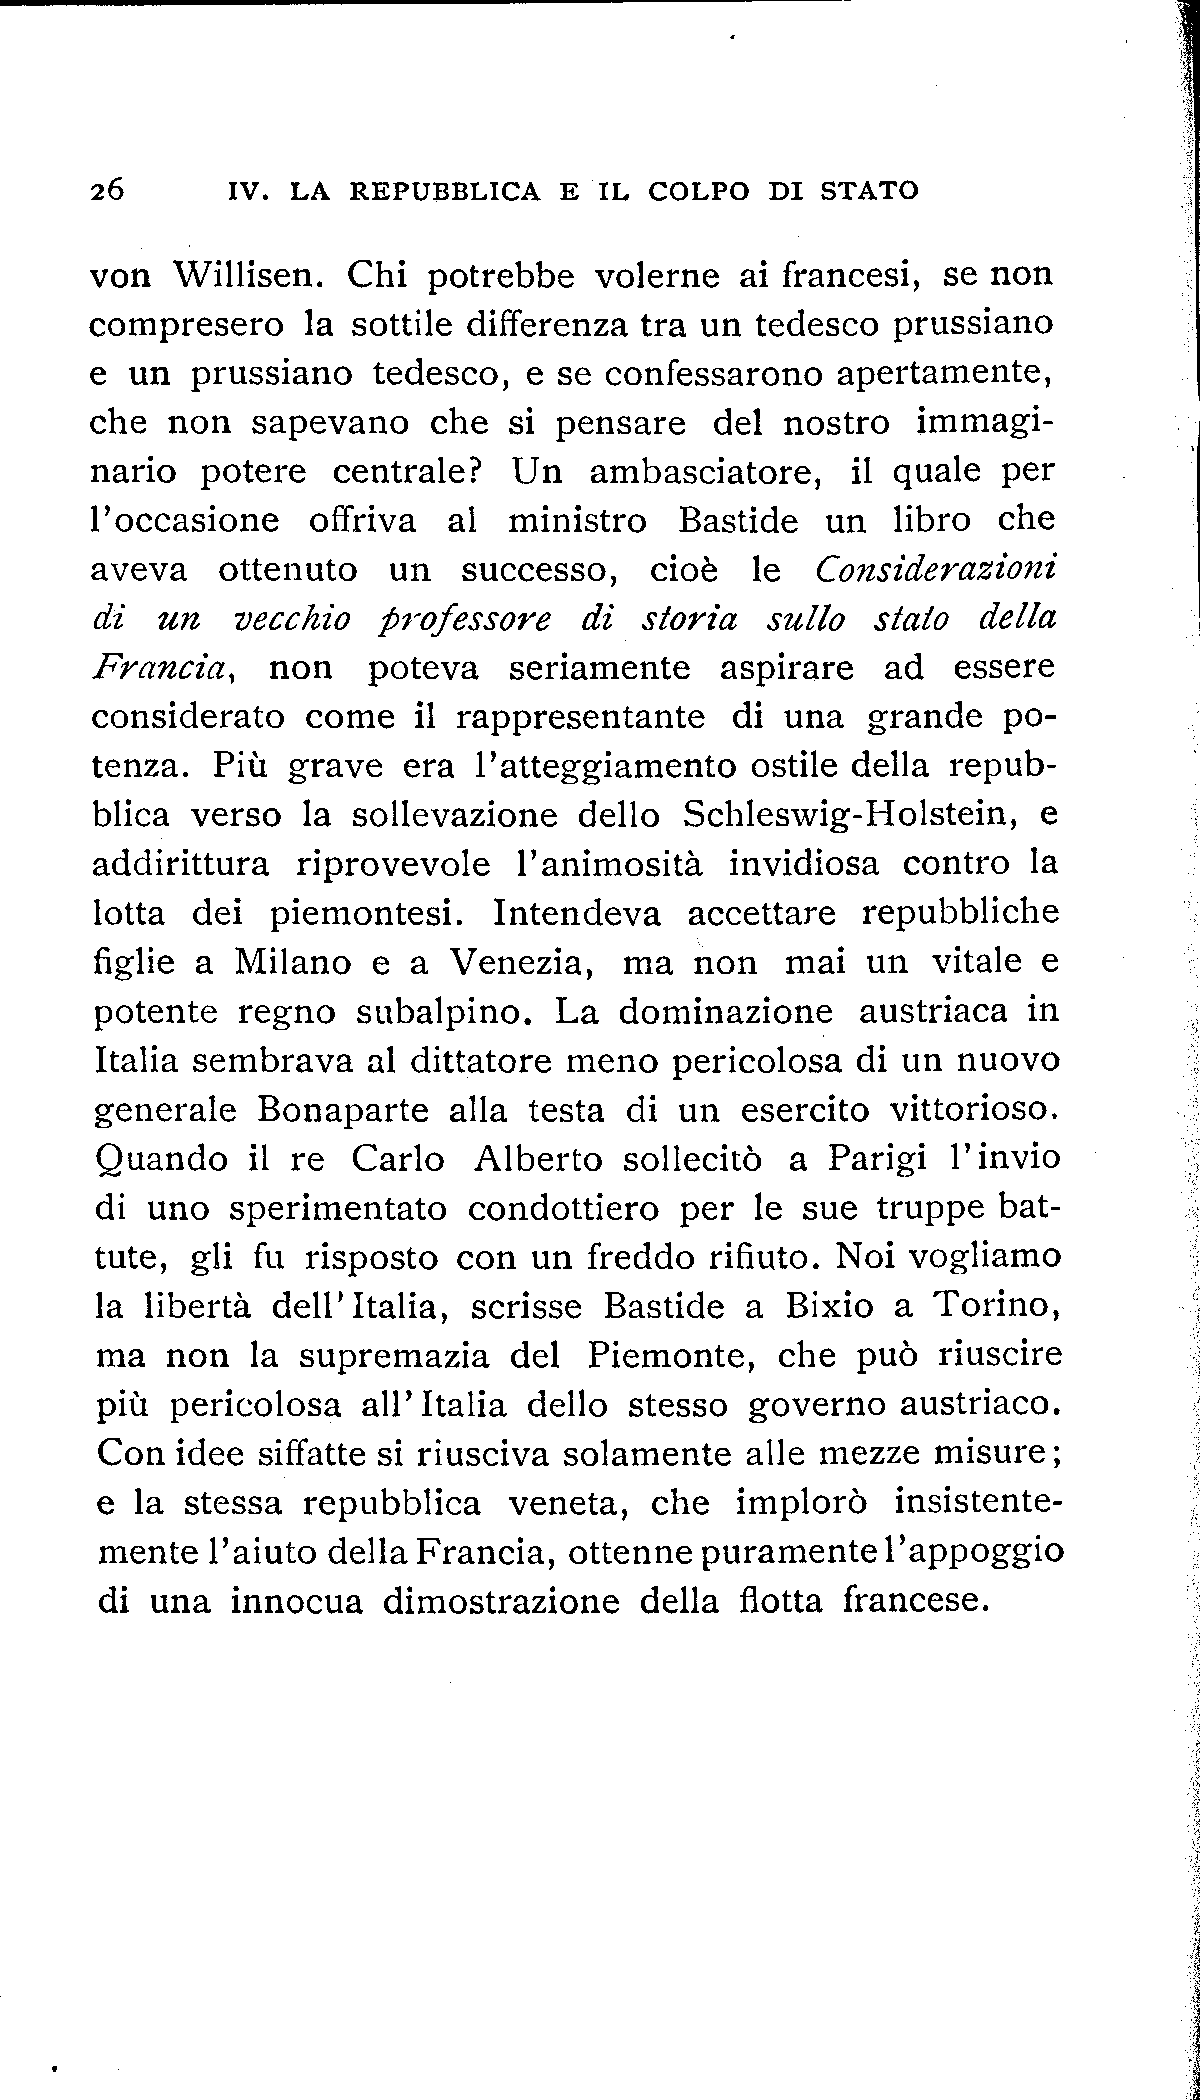 26 IV. LA REPUBBLICA E IL COLPO DI STATO
von Willisen. Chi potrebbe volerne ai francesi, se non
compresero la sottile differenza tra un tedesco prussiano
e un prussiano tedesco, e se confessarono apertamente,
che non sapevano che si pensare del nostro immagi-
nario potere centrale? Un ambasciatore, il quale per
l'occasione offriva al ministro Bastide un libro che
aveva ottenuto un successo, cioè le Considerazioni
di un vecchio professore di storia sullo stato della
Francia, non poteva seriamente aspirare ad essere
considerato come il rappresentante di una grande po-
tenza. Più grave era l'atteggiamento ostile della repub-
blica verso la sollevazione dello Schleswig-Holstein, e
addirittura riprovevole l'animosità invidiosa contro la
lotta dei piemontesi. Intendeva accettare repubbliche
figlie a Milano e a Venezia, ma non mai un vitale e
potente regno subalpino. La dominazione austriaca in
Italia sembrava al dittatore meno pericolosa di un nuovo
generale Bonaparte alla testa di un esercito vittorioso.
Quando il re Carlo Alberto sollecitò a Parigi l'invio
di uno sperimentato condottiero per le sue truppe bat-
tute, gli fu risposto con un freddo rifiuto. Noi vogliamo
la libertà dell'Italia, scrisse Bastide a Bixio a Torino,
ma non la supremazia del Piemonte, che può riuscire
più pericolosa all'Italia dello stesso governo austriaco.
Con idee siffatte si riusciva solamente alle mezze misure;
e la stessa repubblica veneta, che implorò insistente-
mente l'aiuto della Francia, ottenne puramente l'appoggio
di una innocua dimostrazione della flotta francese.